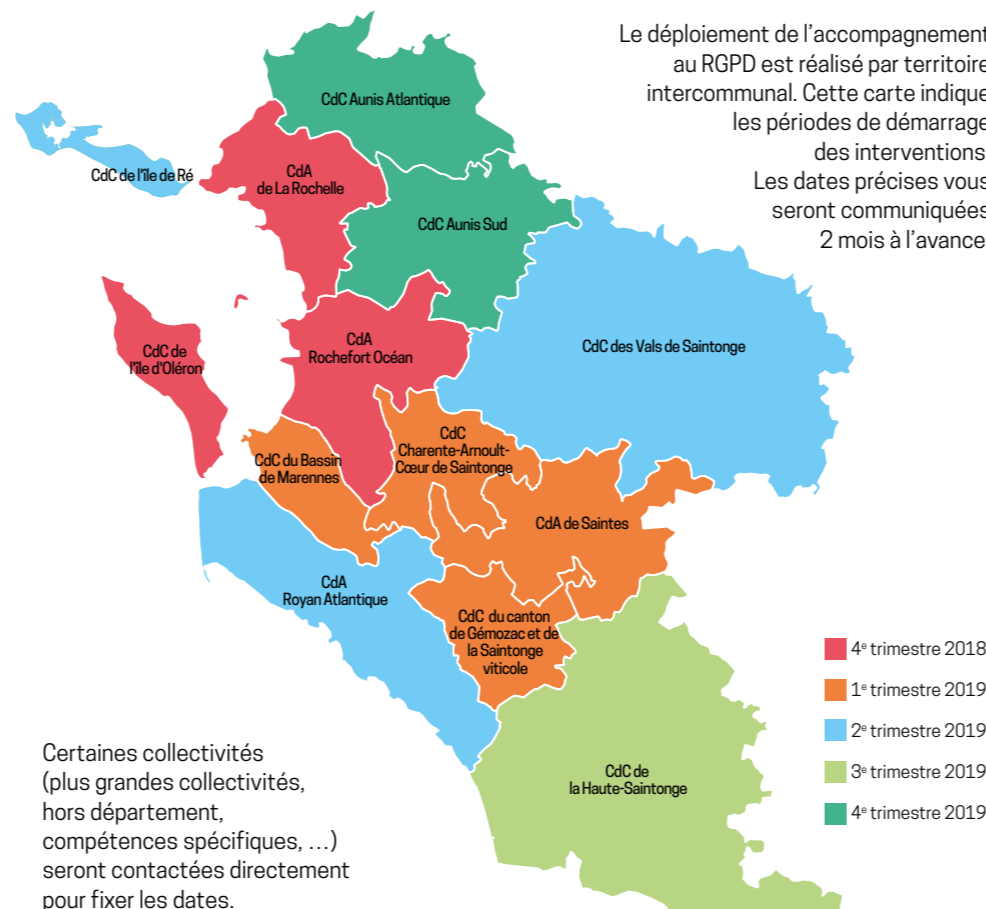 Le déploiement de l'accompagnement
au RGPD est réalisé par territoire
intercommunal. Cette carte indique
les périodes de démarrage
des interventions
Les dates précises vous
seront communiquées
2 mois à l'avance
CdC Aunis Atlantique
CdC de l'île de Ré
CdA
de La Rochelle
CdC Aunis Sud
CdC de
l'île d'Oléron
CdA
Rochefort Océan
CdC des Vals de Saintonge
CdC du Bassin
de Marennes
CdC
Charente-Arnoult-
Cœur de Saintonge
CdA de Saintes
CdA
Royan Atlantique
CdC du canton
de Gémozac et de
la Saintonge
viticole
CdC de
la Haute-Saintonge
4e trimestre 2018
1e trimestre 2019
2e trimestre 2019
3e trimestre 2019
4e trimestre 2019
Certaines collectivités
(plus grandes collectivités,
hors département,
compétences spécifiques, …)
seront contactées directement
pour fixer les dates.